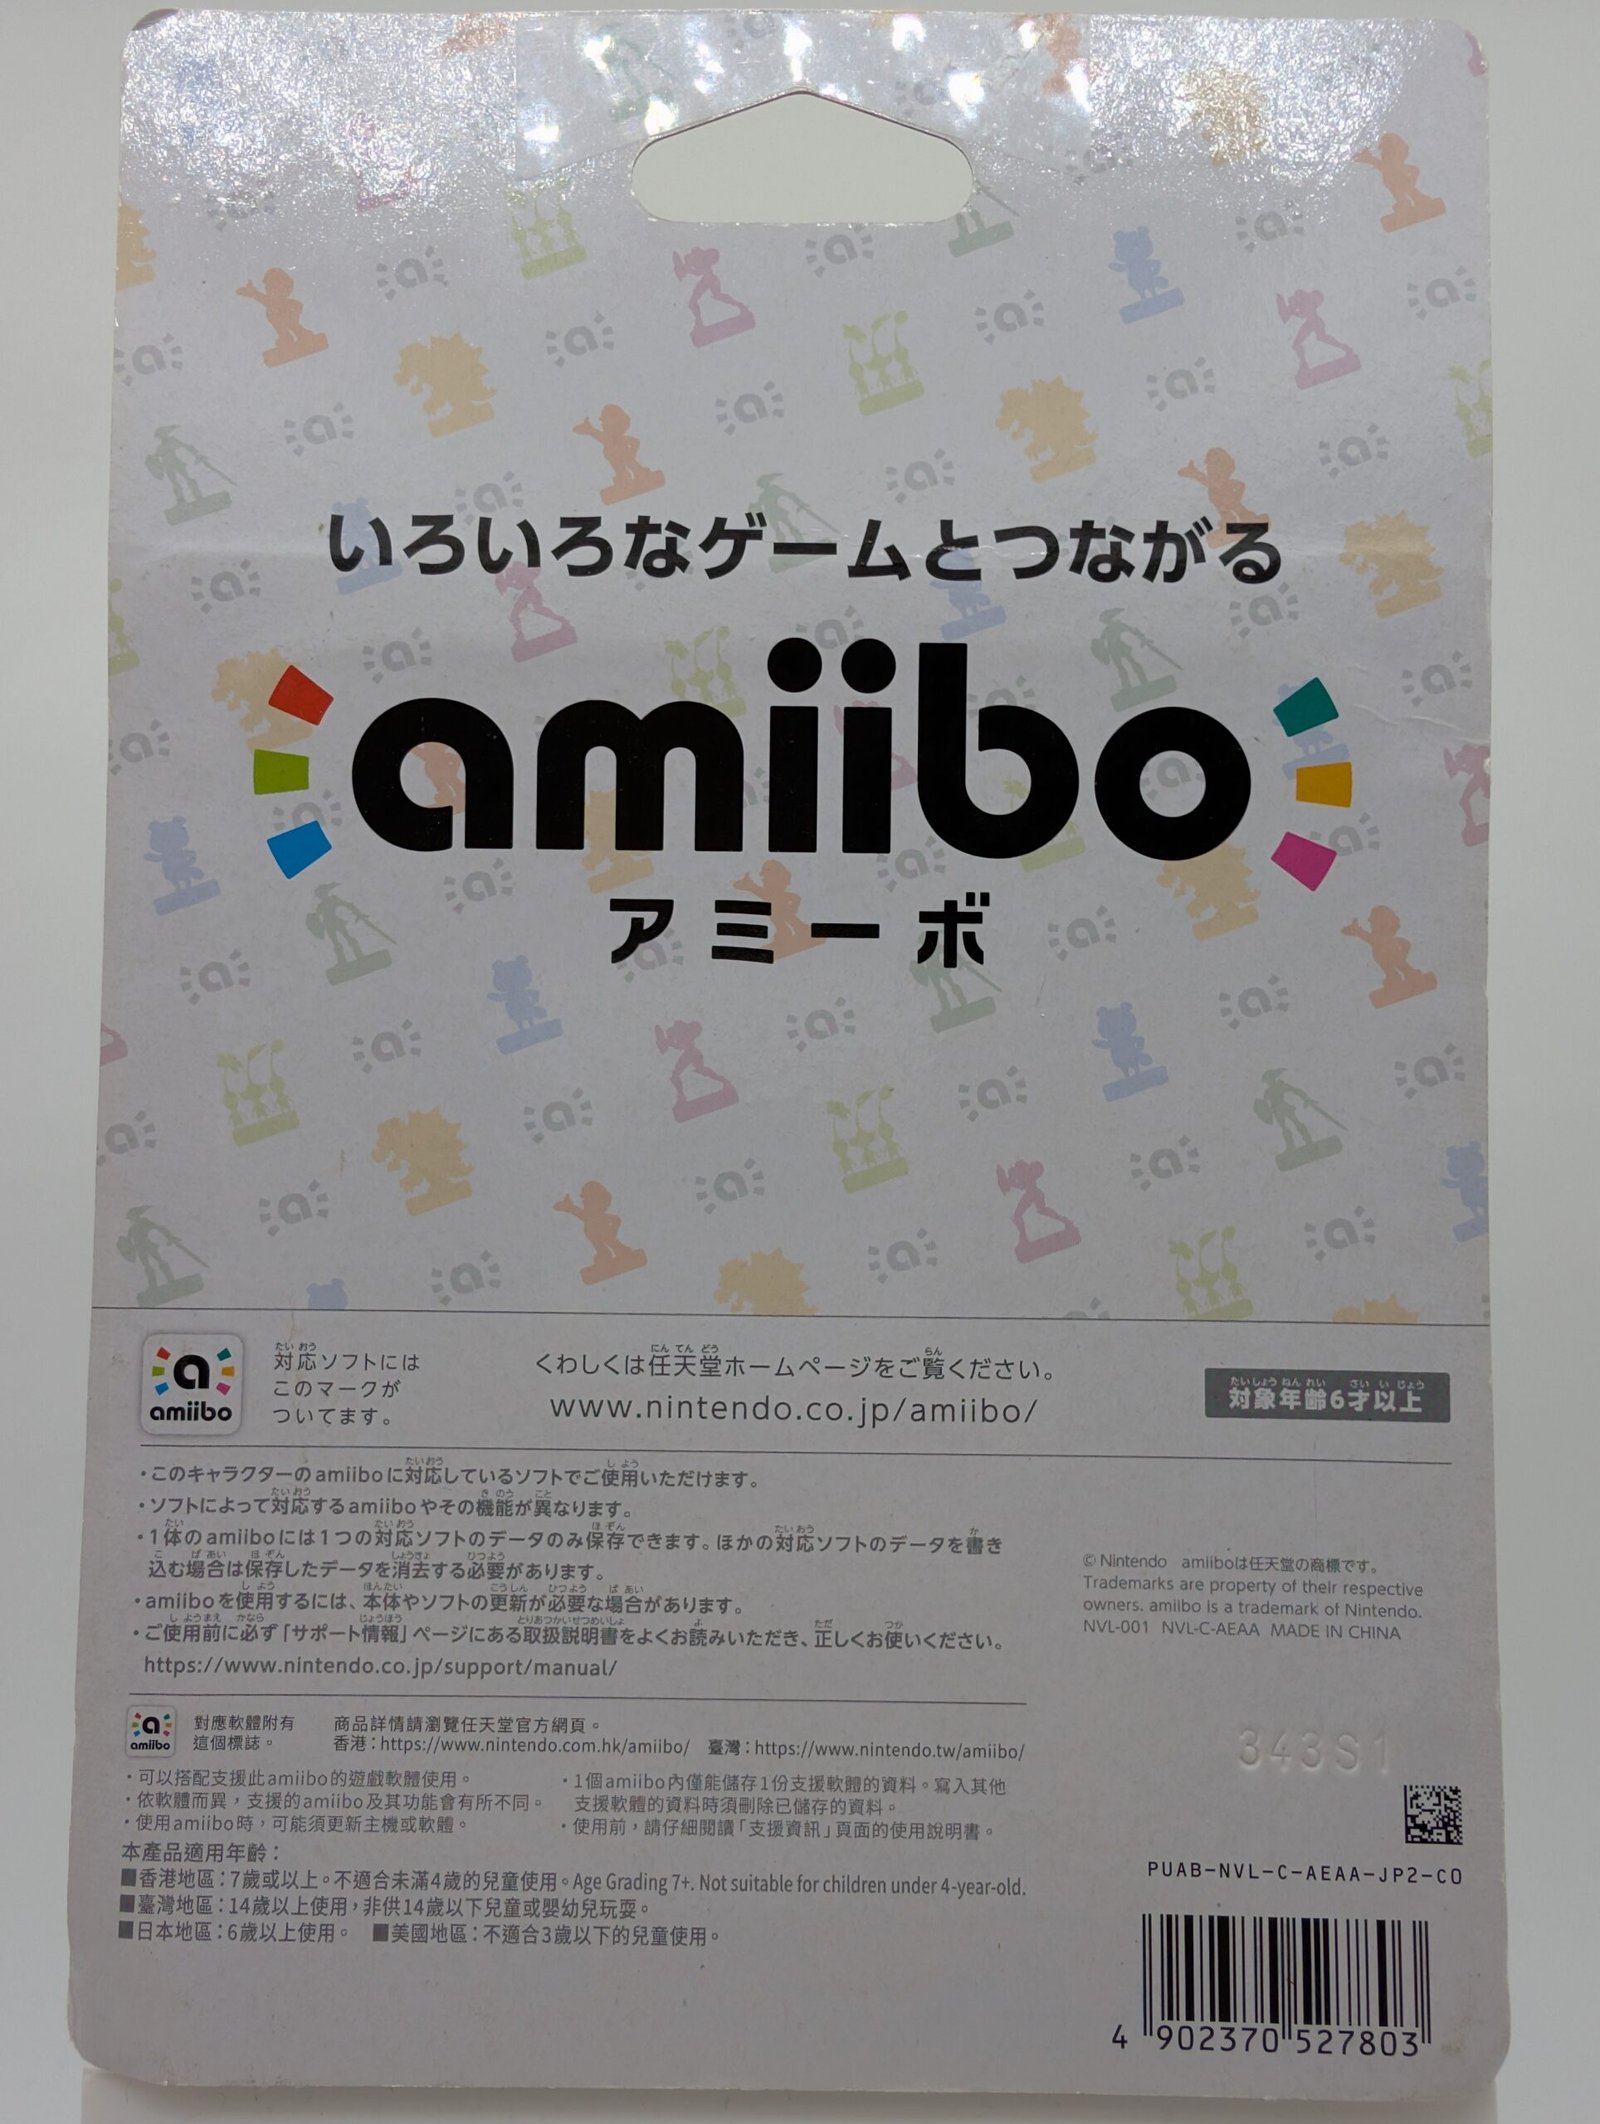 いろいろなゲームとつながる
amiibo
アミーボ
amiibo
対応ソフトには
このマークが
ついてます。
くわしくは任天堂ホームページをご覧ください。
www.nintendo.co.jp/amiibo/
対象年齢6才以上
・このキャラクターのamiiboに対応しているソフトでご使用いただけます。
・ソフトによって対応するamiiboやその機能が異なります。
・1体のamiiboには1つの対応ソフトのデータのみ保存できます。ほかの対応ソフトのデータを書き
込む場合は保存したデータを消去する必要があります。
・amiiboを使用するには、本体やソフトの更新が必要な場合があります。
・ご使用前に必ず「サポート情報」ページにある取扱説明書をよくお読みいただき、正しくお使いください。
https://www.nintendo.co.jp/support/manual/
© Nintendo amiiboは任天堂の商標です。
Trademarks are property of their respective
owners. amiibo is a trademark of Nintendo.
NVL-001 NVL-C-AEAA MADE IN CHINA
amiibo
對應軟體附有
這個標誌。
商品詳情請瀏覽任天堂官方網頁。
香港:https://www.nintendo.com.hk/amiibo/ 臺灣:https://www.nintendo.tw/amiibo/
・可以搭配支援此amiibo的遊戲軟體使用。
・依軟體而異,支援的amiibo及其功能會有所不同。
・使用amiibo時,可能須更新主機或軟體。
・1個amiibo內僅能儲存1份支援軟體的資料。寫入其他
支援軟體的資料時須刪除已儲存的資料。
・使用前,請仔細閱讀「支援資訊」頁面的使用說明書。
本產品適用年齡:
■香港地區:7歲或以上。不適合未滿4歲的兒童使用。Age Grading 7+. Not suitable for children under 4-year-old.
■臺灣地區:14歲以上使用,非供14歲以下兒童或嬰幼兒玩耍。
■日本地區:6歲以上使用。 ■美國地區:不適合3歲以下的兒童使用。
343S1
PUAB-NVL-C-AEAA-JP2-C0
4 902370 527803